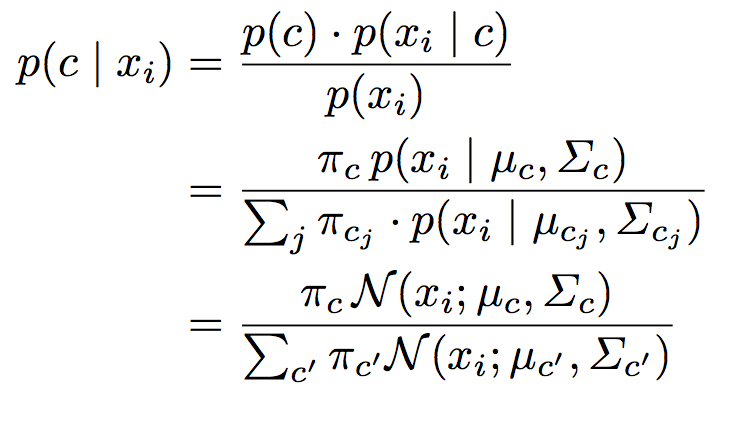 p(c | x_i) = \frac{p(c) \cdot p(x_i | c)}{p(x_i)}
= \frac{\pi_c \, p(x_i | \mu_c, \Sigma_c)}{\sum_j \pi_{c_j} \cdot p(x_i | \mu_{c_j}, \Sigma_{c_j})}
= \frac{\pi_c \, \mathcal{N}(x_i; \mu_c, \Sigma_c)}{\sum_{c'} \pi_{c'} \mathcal{N}(x_i; \mu_{c'}, \Sigma_{c'})}